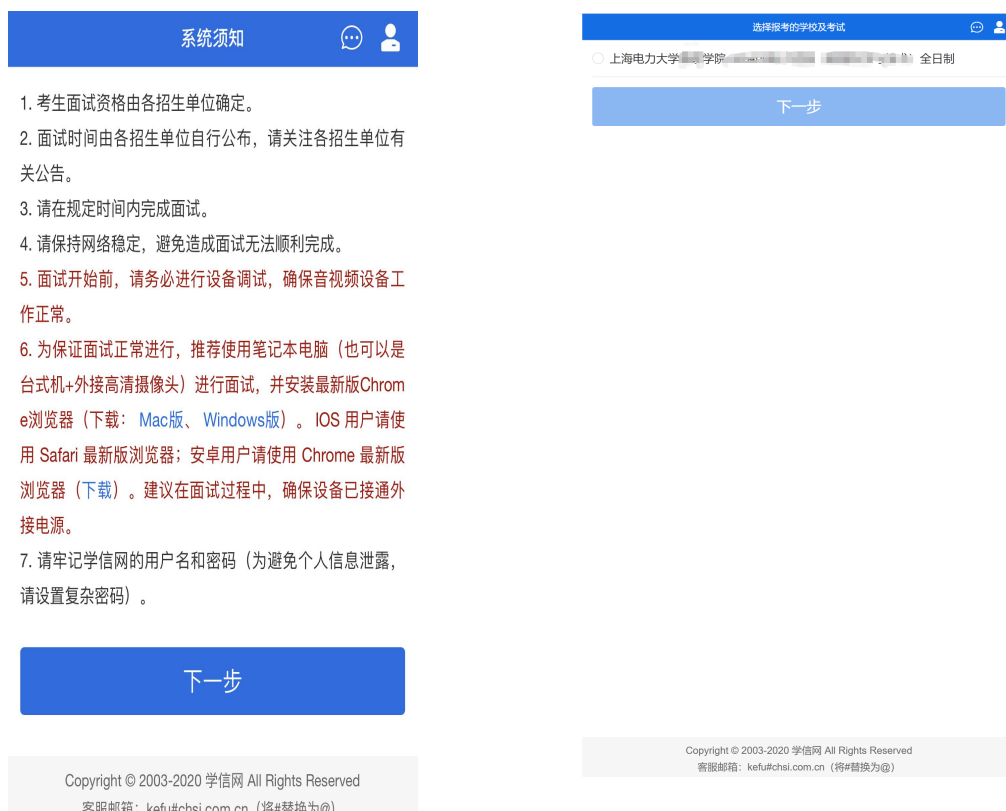 系统须知
1. 考生面试资格由各招生单位确定。
2. 面试时间由各招生单位自行公布，请关注各招生单位有
关公告。
3. 请在规定时间内完成面试。
4. 请保持网络稳定，避免造成面试无法顺利完成。
5. 面试开始前，请务必进行设备调试，确保音视频设备工
作正常。
6. 为保证面试正常进行，推荐使用笔记本电脑（也可以是
台式机+外接高清摄像头）进行面试，并安装最新版Chrom
e浏览器（下载： Mac版、 Windows版）。 IOS 用户请使
用 Safari 最新版浏览器；安卓用户请使用 Chrome 最新版
浏览器（下载）。建议在面试过程中，确保设备已接通外
接电源。
7. 请牢记学信网的用户名和密码（为避免个人信息泄露，
请设置复杂密码）。
下一步
Copyright © 2003-2020 学信网 All Rights Reserved
客服邮箱：kefu#chsi.com.cn（将#替换为@）
选择报考的学校及考试
上海电力大学 学院 ）全日制
下一步
Copyright © 2003-2020 学信网 All Rights Reserved
客服邮箱：kefu#chsi.com.cn（将#替换为@）